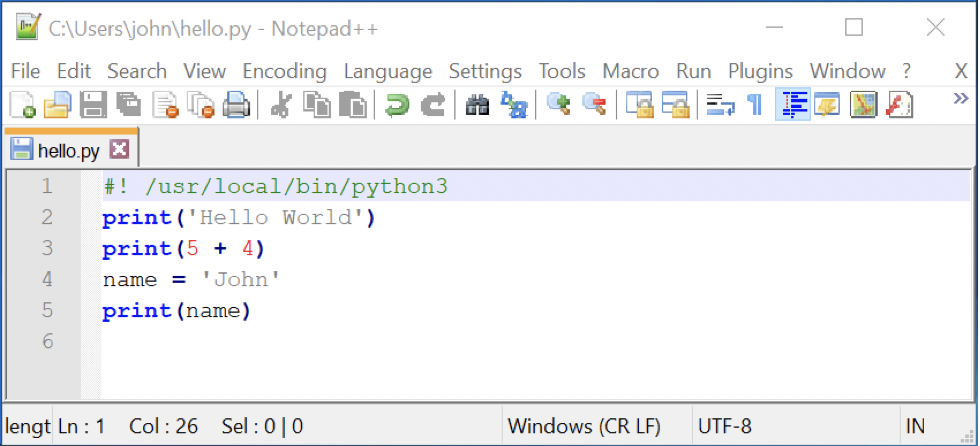 C:\Users\john\hello.py - Notepad++
File Edit Search View Encoding Language Settings Tools Macro Run Plugins Window ? X
hello.py
1 #! /usr/local/bin/python3
2 print('Hello World')
3 print(5 + 4)
4 name = 'John'
5 print(name)
6
lengt Ln : 1 Col : 26 Sel : 0 | 0 Windows (CR LF) UTF-8 IN